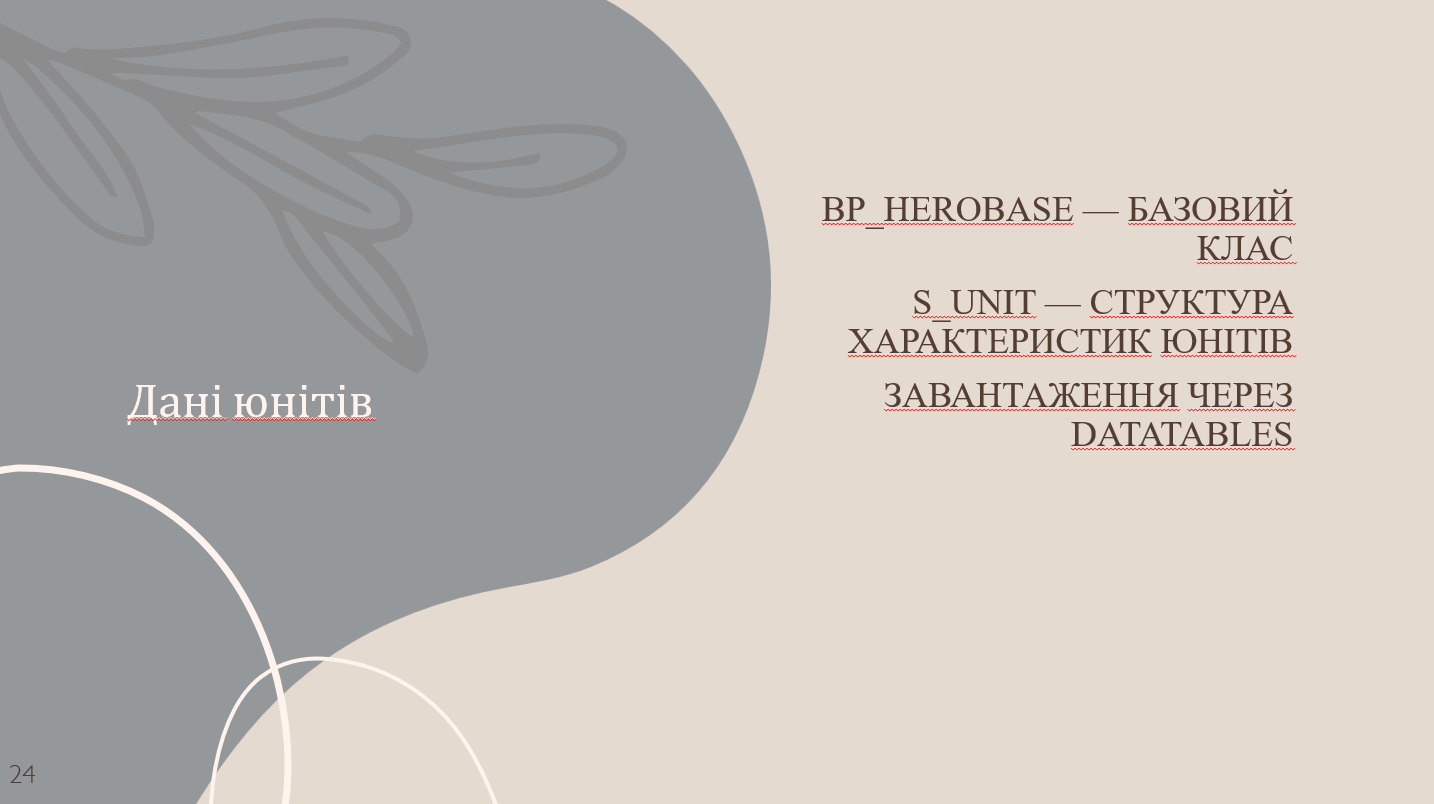 Дані юнітів
BP_HEROBASE — БАЗОВИЙ
КЛАС
S_UNIT — СТРУКТУРА
ХАРАКТЕРИСТИК ЮНІТІВ
ЗАВАНТАЖЕННЯ ЧЕРЕЗ
DATATABLES
24